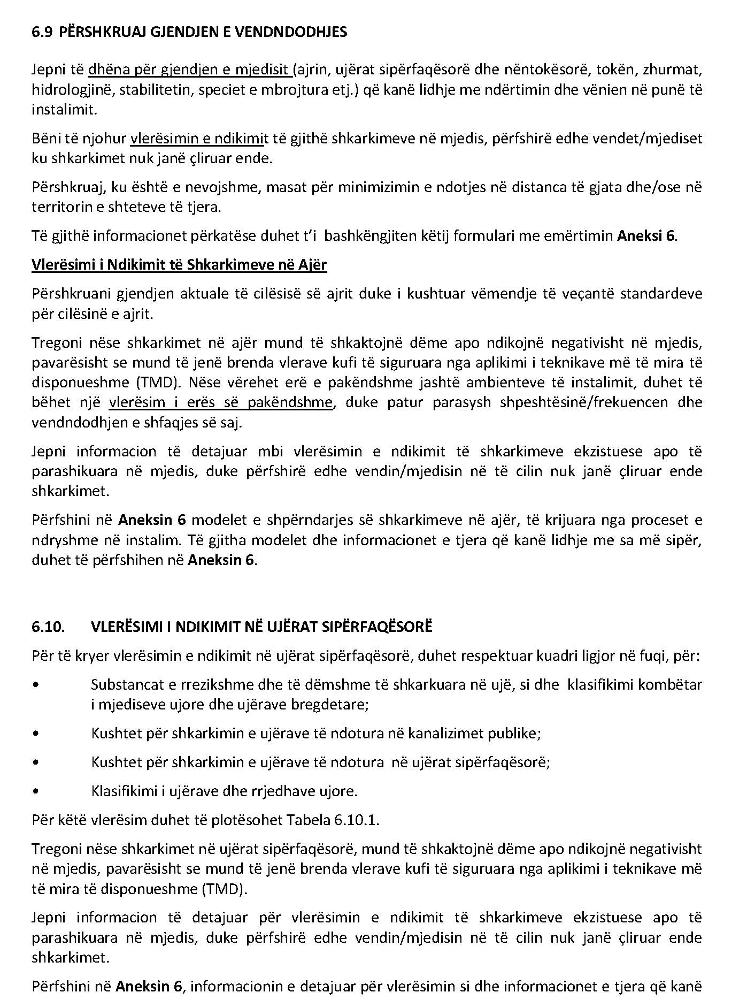 6.9 PËRSHKRUAJ GJENDJEN E VENDNDODHJES
Jepni të dhëna për gjendjen e mjedisit (ajrin, ujërat sipërfaqësorë dhe nëntokësorë, tokën, zhurmat,
hidrologjinë, stabilitetin, speciet e mbrojtura etj.) që kanë lidhje me ndërtimin dhe vënien në punë të
instalimit.
Bëni të njohur vlerësimin e ndikimit të gjithë shkarkimeve në mjedis, përfshirë edhe vendet/mjediset
ku shkarkimet nuk janë çliruar ende.
Përshkruaj, ku është e nevojshme, masat për minimizimin e ndotjes në distanca të gjata dhe/ose në
territorin e shteteve të tjera.
Të gjithë informacionet përkatëse duhet t’i  bashkëngjiten këtij formulari me emërtimin Aneksi 6.
Vlerësimi i Ndikimit të Shkarkimeve në Ajër
Përshkruani gjendjen aktuale të cilësisë së ajrit duke i kushtuar vëmendje të veçantë standardeve
për cilësinë e ajrit.
Tregoni nëse shkarkimet në ajër mund të shkaktojnë dëme apo ndikojnë negativisht në mjedis,
pavarësisht se mund të jenë brenda vlerave kufi të siguruara nga aplikimi i teknikave më të mira të
disponueshme (TMD). Nëse vërehet erë e pakëndshme jashtë ambienteve të instalimit, duhet të
bëhet një vlerësim i erës së pakëndshme, duke patur parasysh shpeshtësinë/frekuencen dhe
vendndodhjen e shfaqjes së saj.
Jepni informacion të detajuar mbi vlerësimin e ndikimit të shkarkimeve ekzistuese apo të
parashikuara në mjedis, duke përfshirë edhe vendin/mjedisin në të cilin nuk janë çliruar ende
shkarkimet.
Përfshini në Aneksin 6 modelet e shpërndarjes së shkarkimeve në ajër, të krijuara nga proceset e
ndryshme në instalim. Të gjitha modelet dhe informacionet e tjera që kanë lidhje me sa më sipër,
duhet të përfshihen në Aneksin 6.
6.10. VLERËSIMI I NDIKIMIT NË UJËRAT SIPËRFAQËSORË
Për të kryer vlerësimin e ndikimit në ujërat sipërfaqësorë, duhet respektuar kuadri ligjor në fuqi, për:
• Substancat e rrezikshme dhe të dëmshme të shkarkuara në ujë, si dhe  klasifikimi kombëtar
i mjediseve ujore dhe ujërave bregdetare;
• Kushtet për shkarkimin e ujërave të ndotura në kanalizimet publike;
• Kushtet për shkarkimin e ujërave të ndotura  në ujërat sipërfaqësorë;
• Klasifikimi i ujërave dhe rrjedhave ujore.
Për këtë vlerësim duhet të plotësohet Tabela 6.10.1.
Tregoni nëse shkarkimet në ujërat sipërfaqësorë, mund të shkaktojnë dëme apo ndikojnë negativisht
në mjedis, pavarësisht se mund të jenë brenda vlerave kufi të siguruara nga aplikimi i teknikave më
të mira të disponueshme (TMD).
Jepni informacion të detajuar për vlerësimin e ndikimit të shkarkimeve ekzistuese apo të
parashikuara në mjedis, duke përfshirë edhe vendin/mjedisin në të cilin nuk janë çliruar ende
shkarkimet.
Përfshini në Aneksin 6, informacionin e detajuar për vlerësimin si dhe informacionet e tjera që kanë